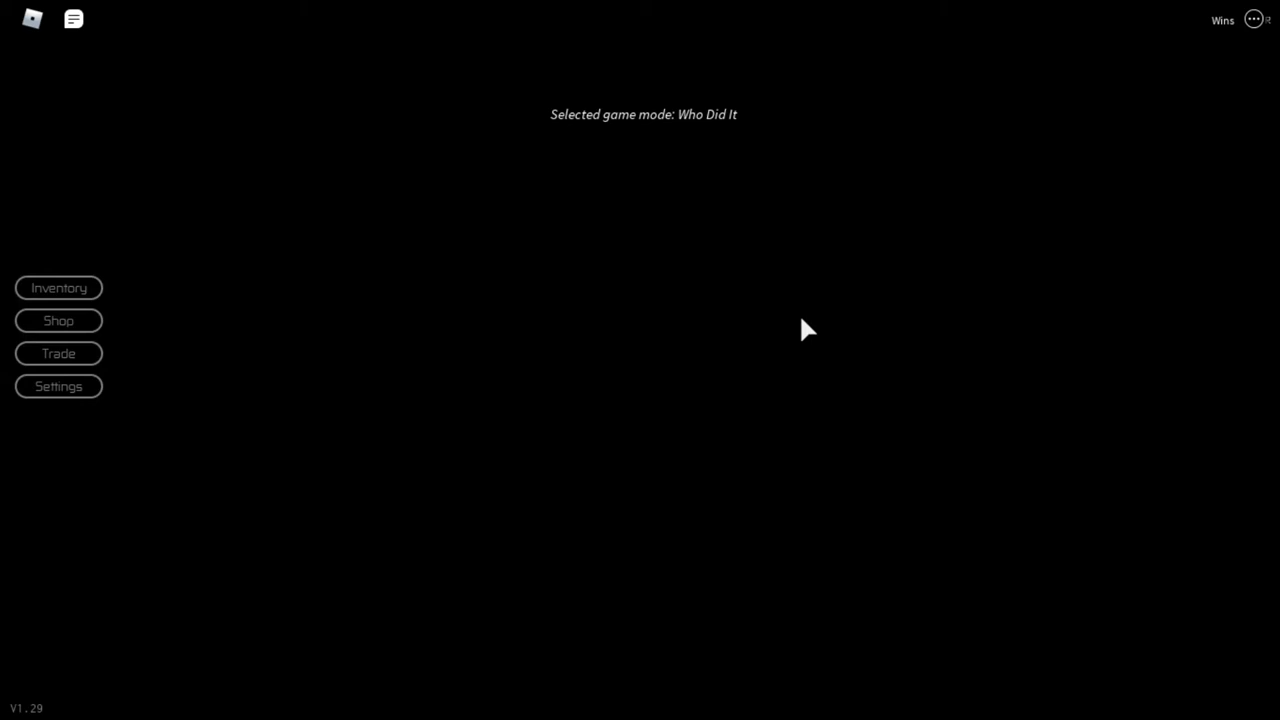 Wins
Selected game mode: Who Did It
Inventory
Shop
Trade
Settings
V1.29